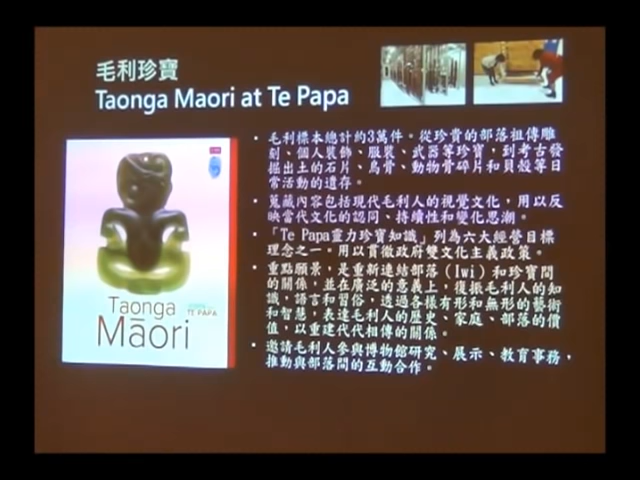 毛利珍寶
Taonga Maori at Te Papa
• 毛利標本總計約3萬件。從珍貴的部落祖傳雕
刻、個人裝飾、服裝、武器等珍寶，到考古發
掘出土的石片、鳥骨、動物骨碎片和貝殼等日
常活動的遺存。
• 蒐藏內容包括現代毛利人的視覺文化，用以反
映當代文化的認同、持續性和變化思潮。
• 「Te Papa靈力珍寶知識」列為六大經營目標
理念之一。用以貫徹政府雙文化主義政策。
• 重點願景，是重新連結部落（Iwi）和珍寶間
的關係，並在廣泛的意義上，復振毛利人的知
識，語言和習俗，透過各樣有形和無形的藝術
和智慧，表達毛利人的歷史、家庭、部落的價
值，以重建代代相傳的關係。
• 邀請毛利人參與博物館研究、展示、教育事務，
推動與部落間的互動合作。
Taonga
TE PAPA
Māori